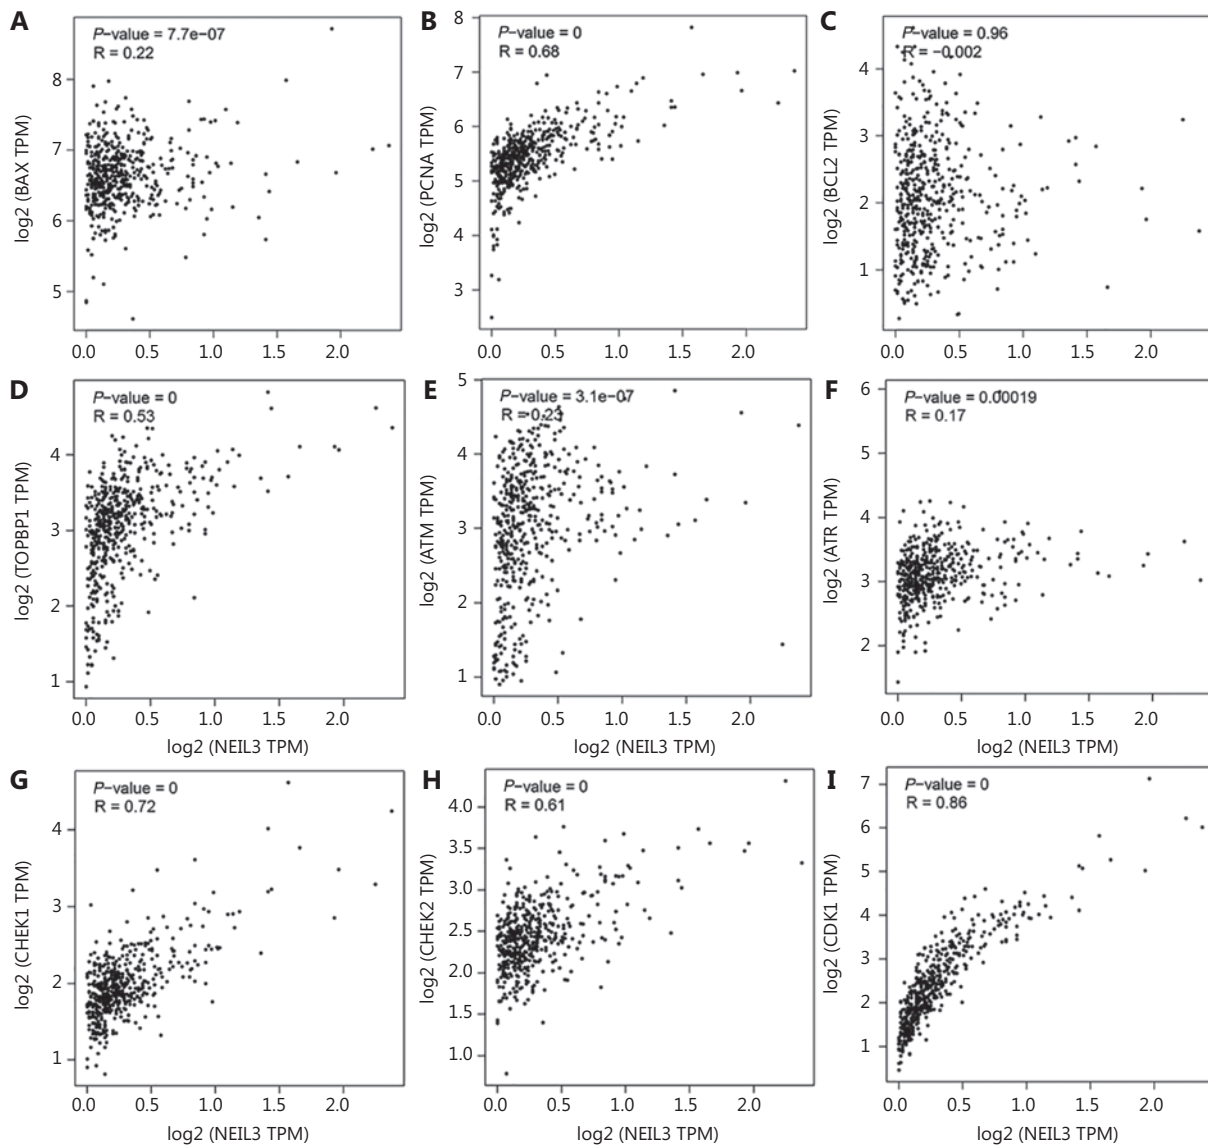 A
P-value = 7.7e-07
R = 0.22
log2 (BAX TPM)
8
7
6
5
0.0 0.5 1.0 1.5 2.0
B
P-value = 0
R = 0.68
log2 (PCNA TPM)
8
7
6
5
4
3
0.0 0.5 1.0 1.5 2.0
C
P-value = 0.96
R = -0.002
log2 (BCL2 TPM)
4
3
2
1
0.0 0.5 1.0 1.5 2.0
D
P-value = 0
R = 0.53
log2 (TOPBP1 TPM)
4
3
2
1
0.0 0.5 1.0 1.5 2.0
log2 (NEIL3 TPM)
E
P-value = 3.1e-07
R = 0.23
log2 (ATM TPM)
5
4
3
2
1
0.0 0.5 1.0 1.5 2.0
log2 (NEIL3 TPM)
F
P-value = 0.00019
R = 0.17
log2 (ATR TPM)
6
5
4
3
2
0.0 0.5 1.0 1.5 2.0
log2 (NEIL3 TPM)
G
P-value = 0
R = 0.72
log2 (CHEK1 TPM)
4
3
2
1
0.0 0.5 1.0 1.5 2.0
log2 (NEIL3 TPM)
H
P-value = 0
R = 0.61
log2 (CHEK2 TPM)
4.0
3.5
3.0
2.5
2.0
1.5
1.0
0.0 0.5 1.0 1.5 2.0
log2 (NEIL3 TPM)
I
P-value = 0
R = 0.86
log2 (CDK1 TPM)
7
6
5
4
3
2
1
0.0 0.5 1.0 1.5 2.0
log2 (NEIL3 TPM)